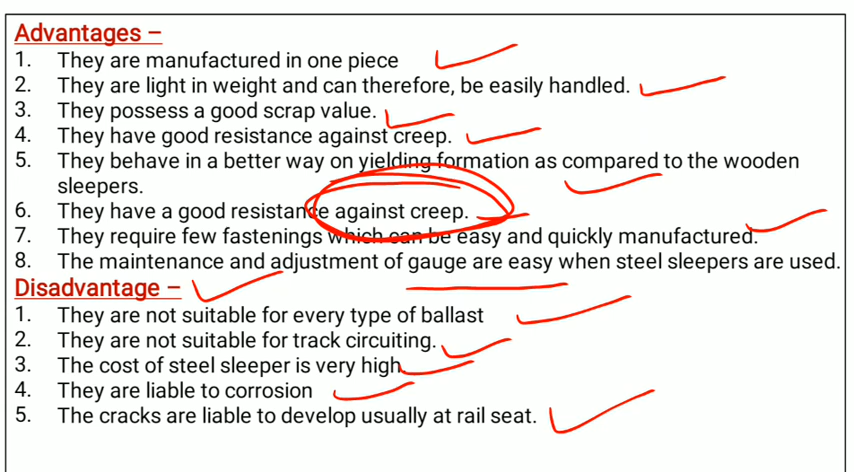 Advantages –
1. They are manufactured in one piece
2. They are light in weight and can therefore, be easily handled.
3. They possess a good scrap value.
4. They have good resistance against creep.
5. They behave in a better way on yielding formation as compared to the wooden
sleepers.
6. They have a good resistance against creep.
7. They require few fastenings which can be easy and quickly manufactured.
8. The maintenance and adjustment of gauge are easy when steel sleepers are used.
Disadvantage –
1. They are not suitable for every type of ballast
2. They are not suitable for track circuiting.
3. The cost of steel sleeper is very high
4. They are liable to corrosion
5. The cracks are liable to develop usually at rail seat.